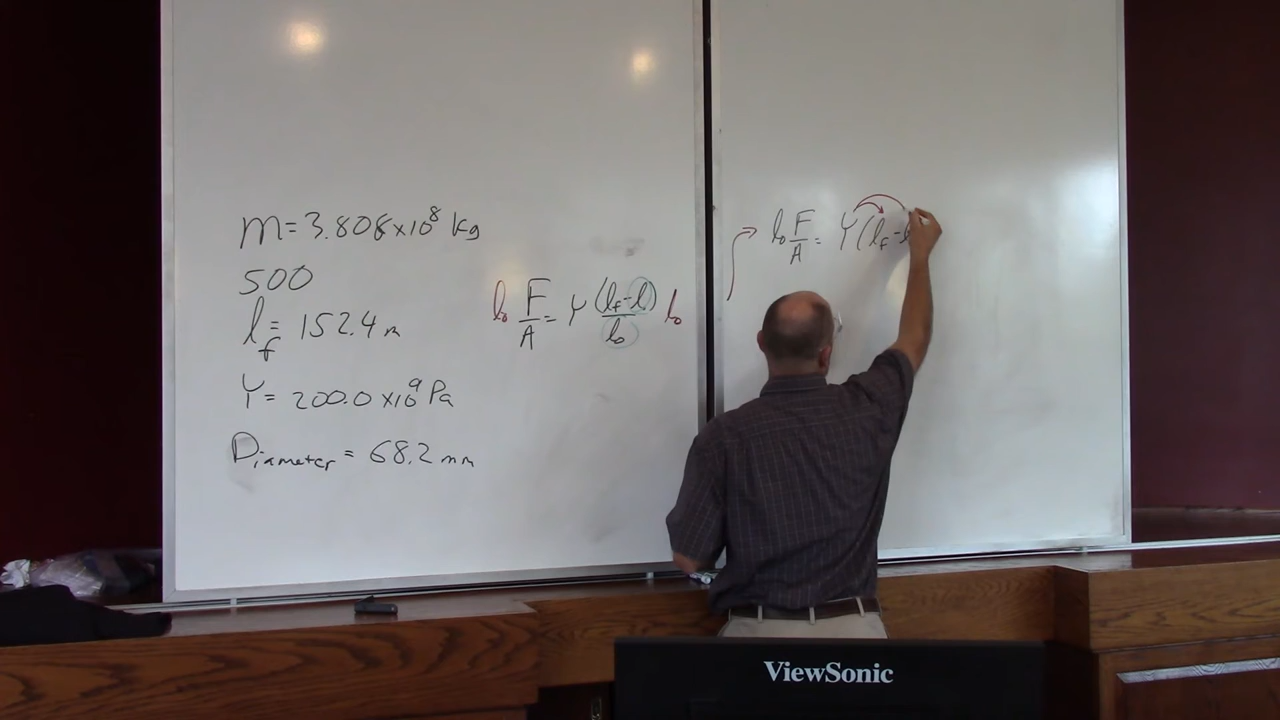 m = 3.808 x 10⁸ kg
500
l_f = 152.4 m
Y = 200.0 x 10⁹ Pa
Diameter = 68.2 mm
l₀ F/A = Y (l_f - l)/l₀ l₀
l₀ F/A = Y (l_f - l
ViewSonic